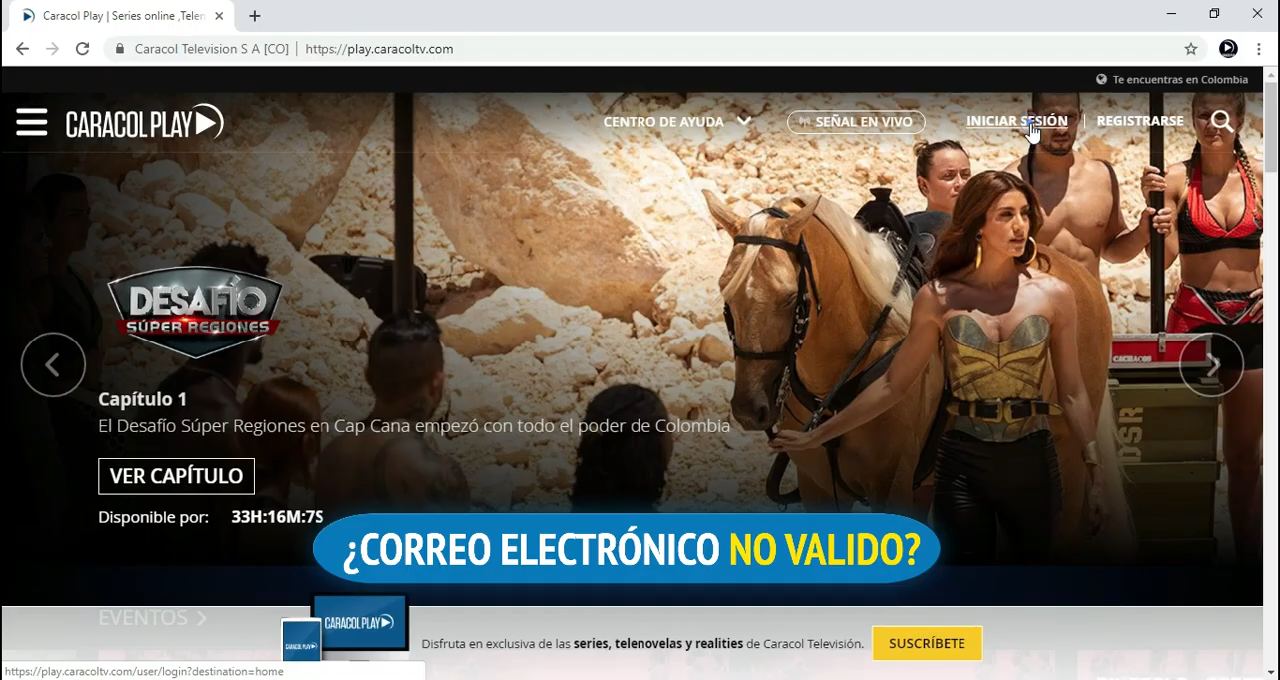 Caracol Play | Series online ,Telen
Caracol Television S A [CO] | https://play.caracoltv.com
Te encuentras en Colombia
CARACOL PLAY
CENTRO DE AYUDA
SEÑAL EN VIVO
INICIAR SESIÓN | REGISTRARSE
DESAFÍO
SÚPER REGIONES
CACHACOS
DSR
Capítulo 1
El Desafío Súper Regiones en Cap Cana empezó con todo el poder de Colombia
VER CAPÍTULO
Disponible por: 33H:16M:7S
¿CORREO ELECTRÓNICO NO VALIDO?
EVENTOS
CARACOL PLAY
CARACOL PLAY
Disfruta en exclusiva de las series, telenovelas y realities de Caracol Televisión.
SUSCRÍBETE
https://play.caracoltv.com/user/login?destination=home